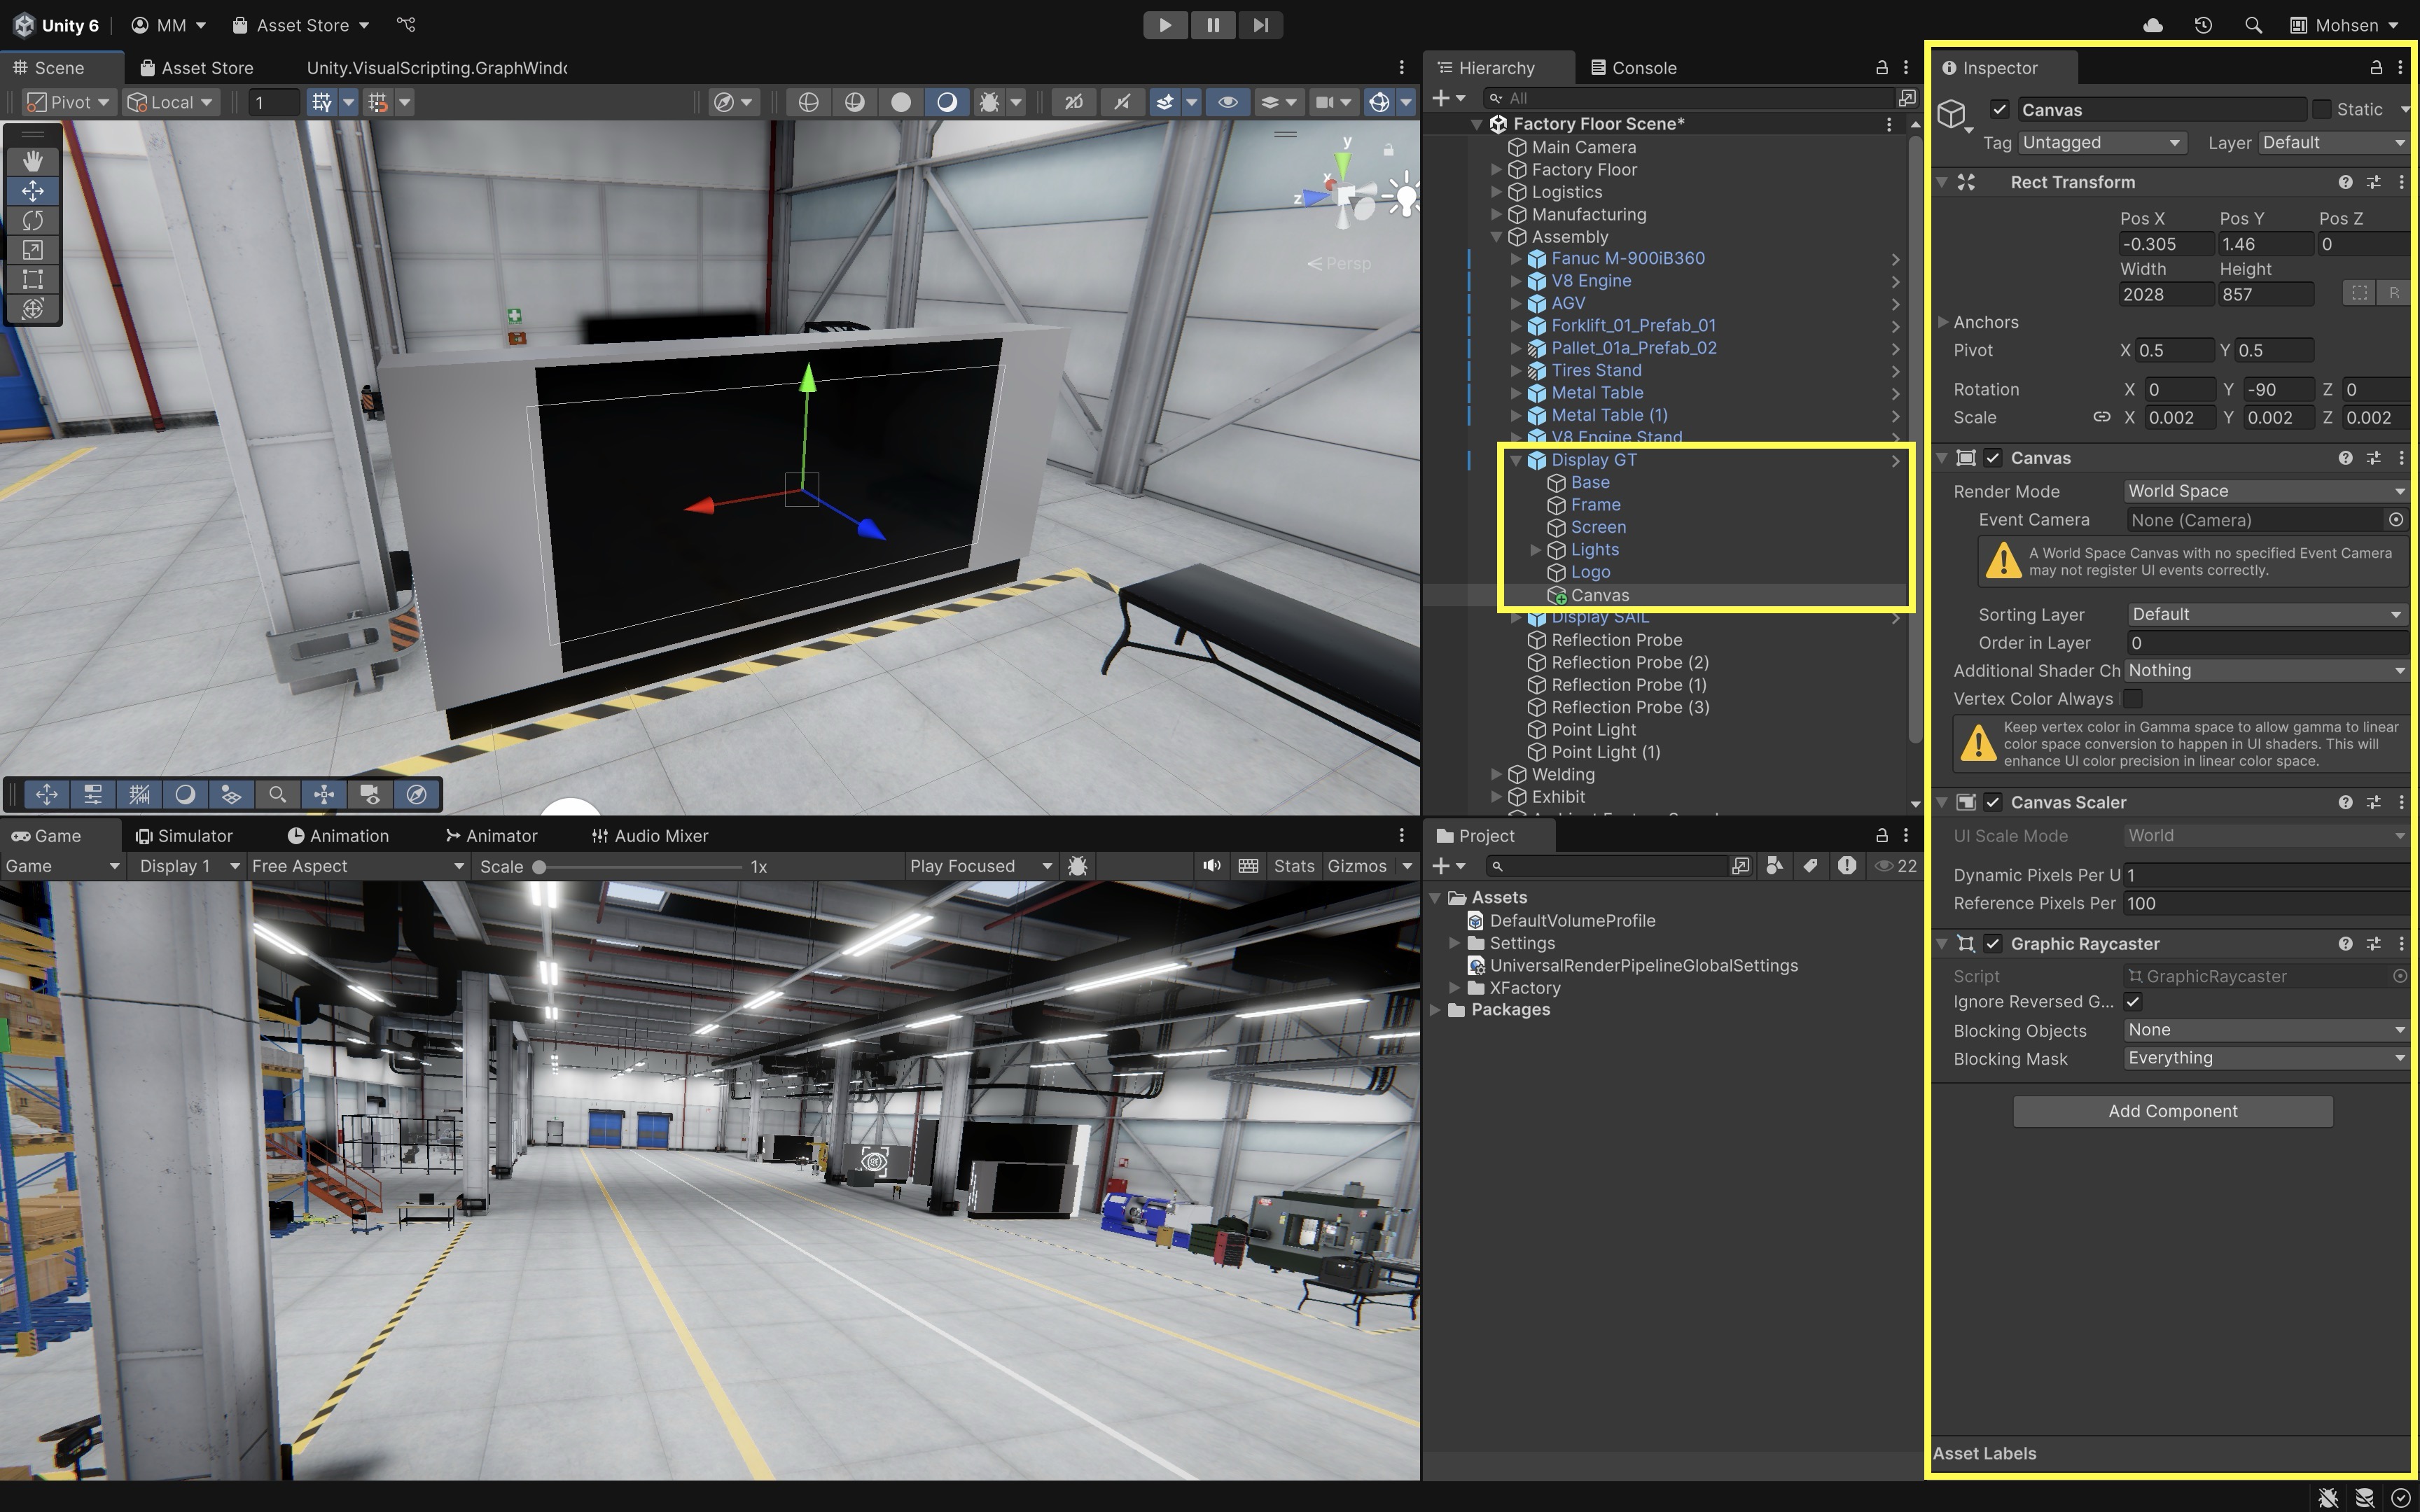 Unity 6
MM
Asset Store
Mohsen
Scene
Asset Store
Unity.VisualScripting.GraphWindo
Pivot
Local
1
2D
y
x
z
Persp
Hierarchy
Console
All
Factory Floor Scene*
Main Camera
Factory Floor
Logistics
Manufacturing
Assembly
Fanuc M-900iB360
V8 Engine
AGV
Forklift_01_Prefab_01
Pallet_01a_Prefab_02
Tires Stand
Metal Table
Metal Table (1)
V8 Engine Stand
Display GT
Base
Frame
Screen
Lights
Logo
Canvas
Display SAIL
Reflection Probe
Reflection Probe (2)
Reflection Probe (1)
Reflection Probe (3)
Point Light
Point Light (1)
Welding
Exhibit
Game
Simulator
Animation
Animator
Audio Mixer
Game
Display 1
Free Aspect
Scale
1x
Play Focused
Stats
Gizmos
Project
22
Assets
DefaultVolumeProfile
Settings
UniversalRenderPipelineGlobalSettings
XFactory
Packages
Inspector
Canvas
Static
Tag Untagged
Layer Default
Rect Transform
Pos X Pos Y Pos Z
-0.305 1.46 0
Width Height
2028 857
R
Anchors
Pivot X 0.5 Y 0.5
Rotation X 0 Y -90 Z 0
Scale X 0.002 Y 0.002 Z 0.002
Canvas
Render Mode World Space
Event Camera None (Camera)
A World Space Canvas with no specified Event Camera
may not register UI events correctly.
Sorting Layer Default
Order in Layer 0
Additional Shader Ch Nothing
Vertex Color Always
Keep vertex color in Gamma space to allow gamma to linear
color space conversion to happen in UI shaders. This will
enhance UI color precision in linear color space.
Canvas Scaler
UI Scale Mode World
Dynamic Pixels Per U 1
Reference Pixels Per 100
Graphic Raycaster
Script GraphicRaycaster
Ignore Reversed G...
Blocking Objects None
Blocking Mask Everything
Add Component
Asset Labels